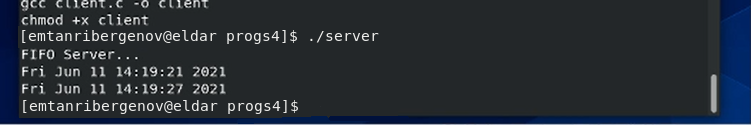 gcc client.c -o client
chmod +x client
[emtanribergenov@eldar progs4]$ ./server
FIFO Server...
Fri Jun 11 14:19:21 2021
Fri Jun 11 14:19:27 2021
[emtanribergenov@eldar progs4]$